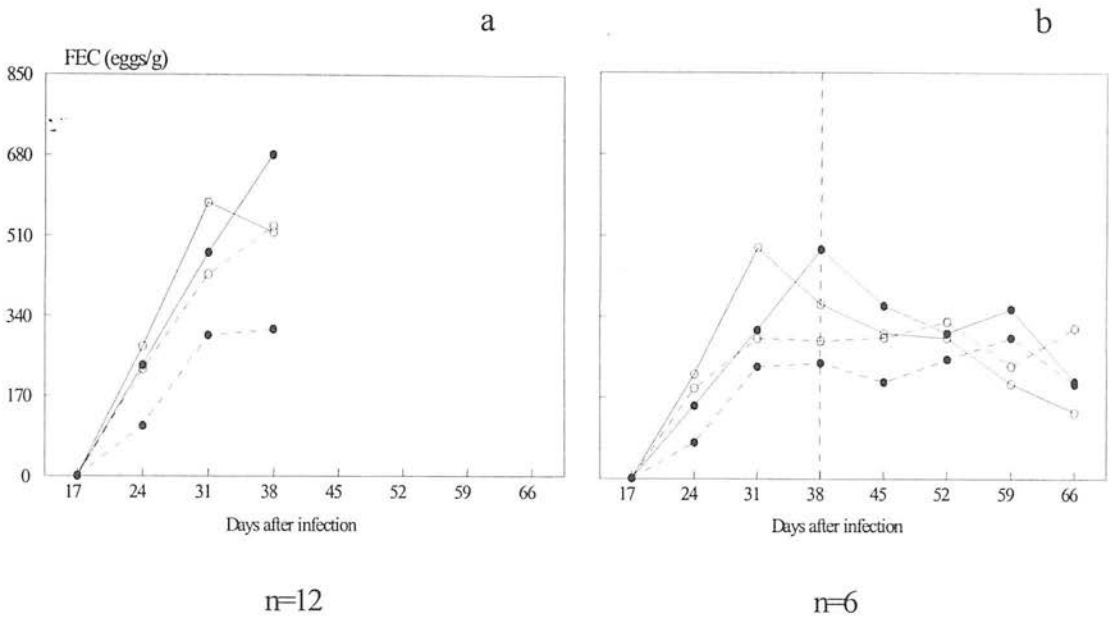 a
b
FEC (eggs/g)
850
680
510
340
170
0
17 24 31 38 45 52 59 66
Days after infection
17 24 31 38 45 52 59 66
Days after infection
n=12
n=6